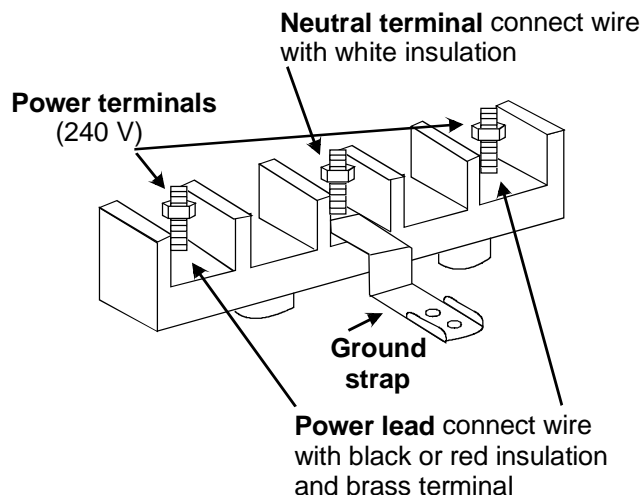 Neutral terminal connect wire
with white insulation
Power terminals
(240 V)
Ground
strap
Power lead connect wire
with black or red insulation
and brass terminal